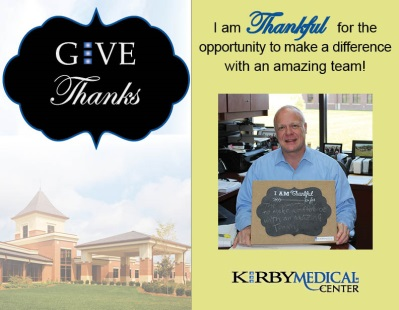 GIVE
Thanks
I am Thankful for the
opportunity to make a difference
with an amazing team!
I AM Thankful
for
KIRBY MEDICAL
CENTER